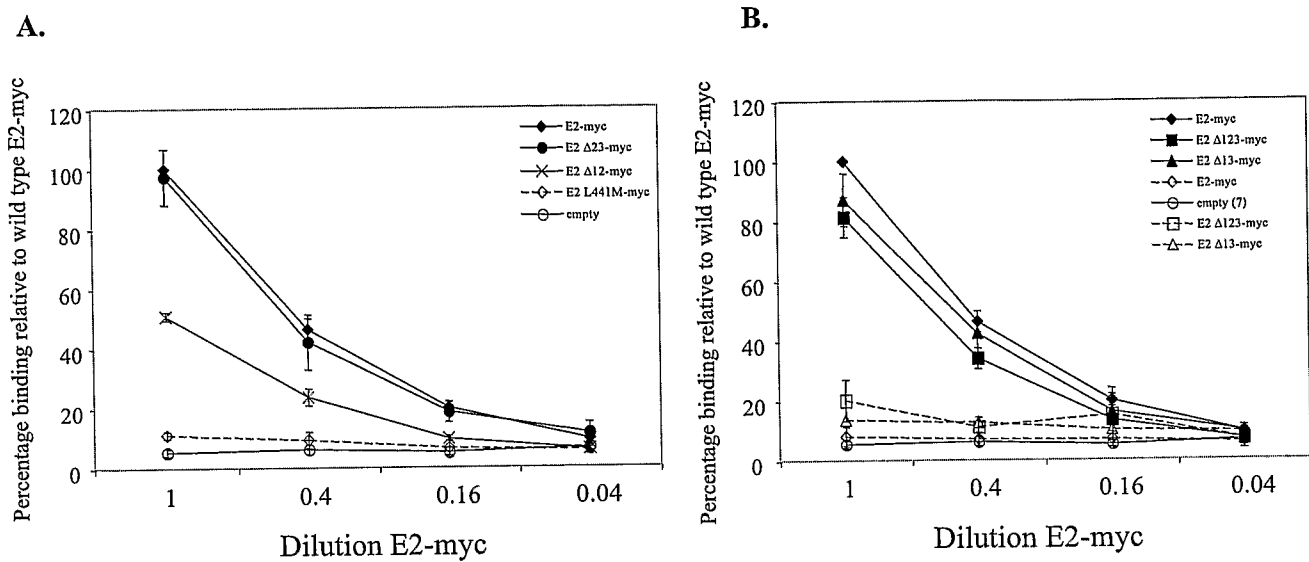 A.
Percentage binding relative to wild type E2-myc
120
100
80
60
40
20
0
1
0.4
0.16
0.04
Dilution E2-myc
E2-myc
E2 Δ23-myc
E2 Δ12-myc
E2 L441M-myc
empty
B.
Percentage binding relative to wild type E2-myc
120
100
80
60
40
20
0
1
0.4
0.16
0.04
Dilution E2-myc
E2-myc
E2 Δ123-myc
E2 Δ13-myc
E2-myc
empty (7)
E2 Δ123-myc
E2 Δ13-myc